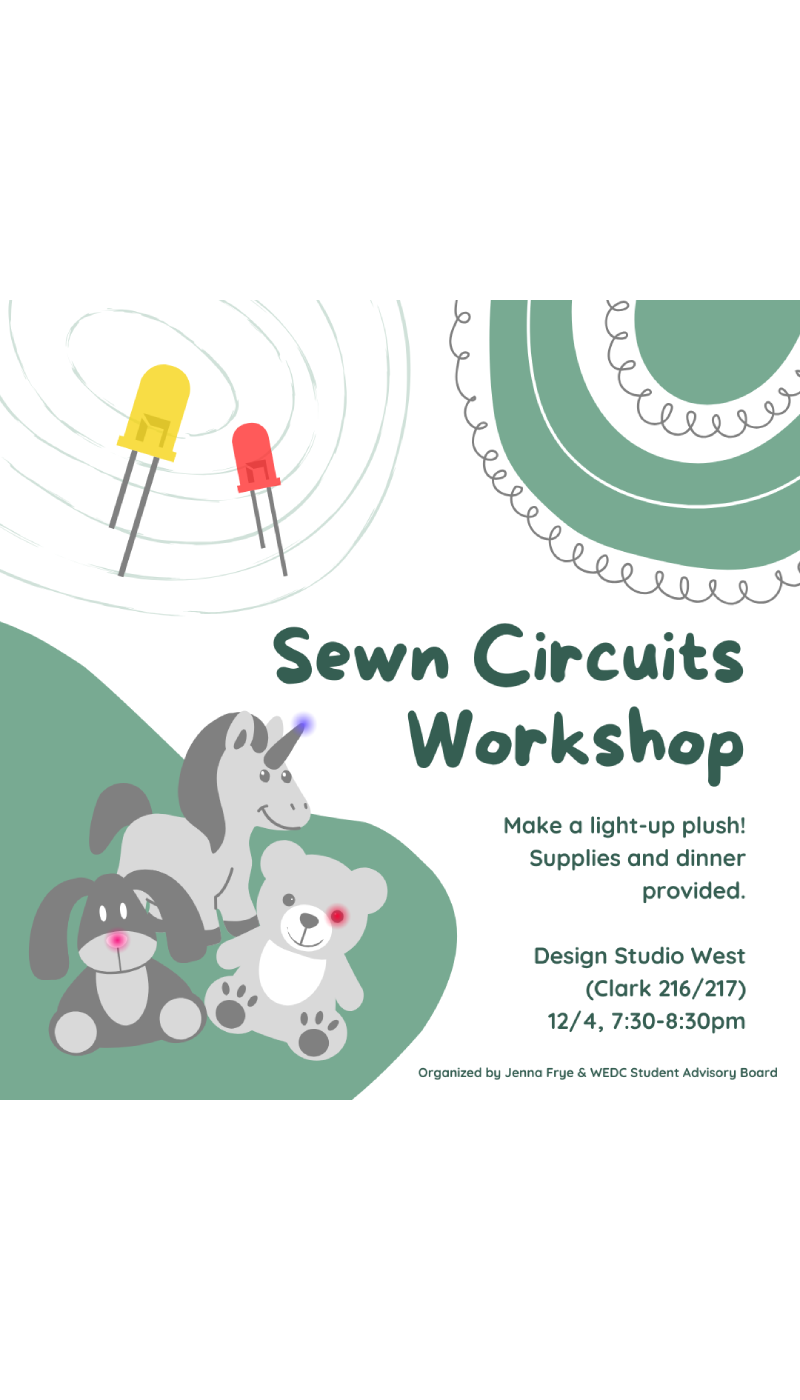 Sewn Circuits
Workshop
Make a light-up plush!
Supplies and dinner
provided.
Design Studio West
(Clark 216/217)
12/4, 7:30-8:30pm
Organized by Jenna Frye & WEDC Student Advisory Board